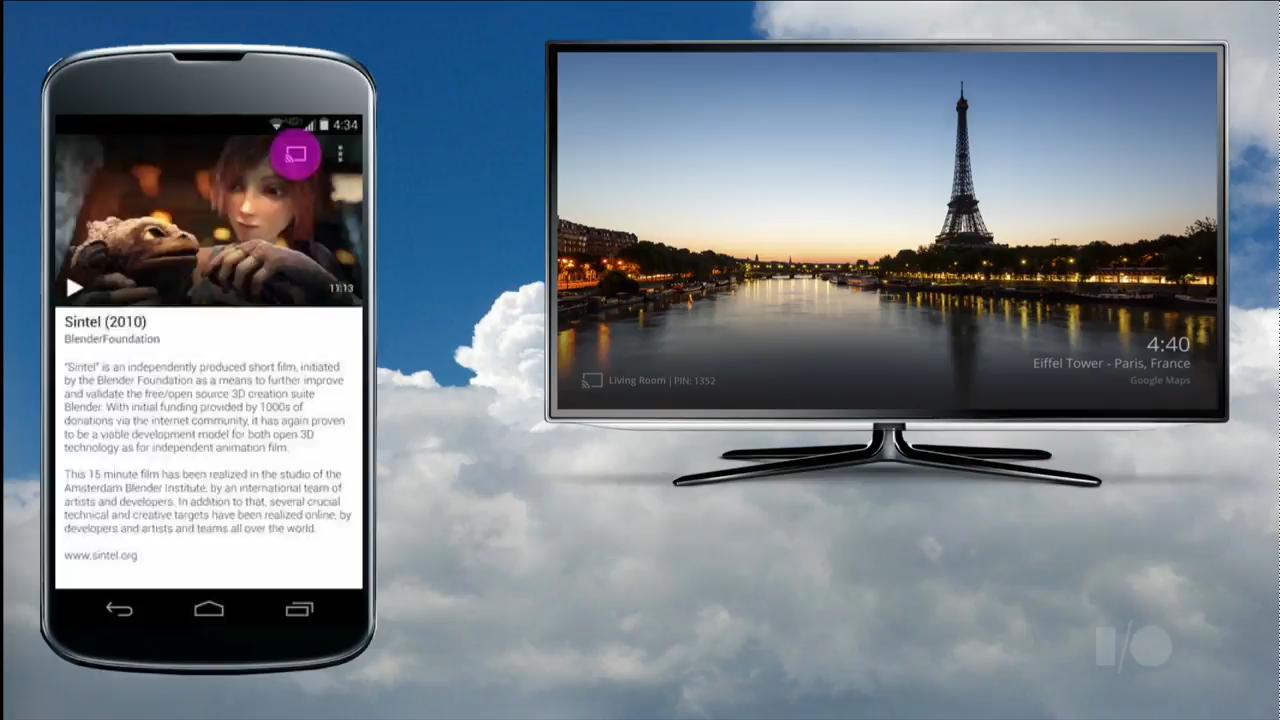 4:34
11:13
Sintel (2010)
BlenderFoundation
"Sintel" is an independently produced short film, initiated
by the Blender Foundation as a means to further improve
and validate the free/open source 3D creation suite
Blender. With initial funding provided by 1000s of
donations via the internet community, it has again proven
to be a viable development model for both open 3D
technology as for independent animation film.
This 15 minute film has been realized in the studio of the
Amsterdam Blender Institute, by an international team of
artists and developers. In addition to that, several crucial
technical and creative targets have been realized online, by
developers and artists and teams all over the world.
www.sintel.org
4:40
Eiffel Tower - Paris, France
Google Maps
Living Room | PIN: 1352
I/O